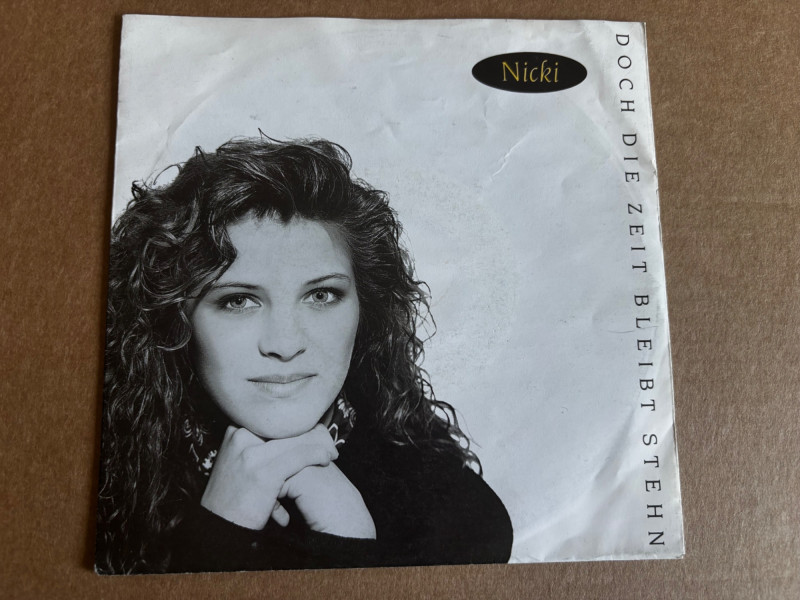 Nicki
DOCH DIE ZEIT BLEIBT STEHN